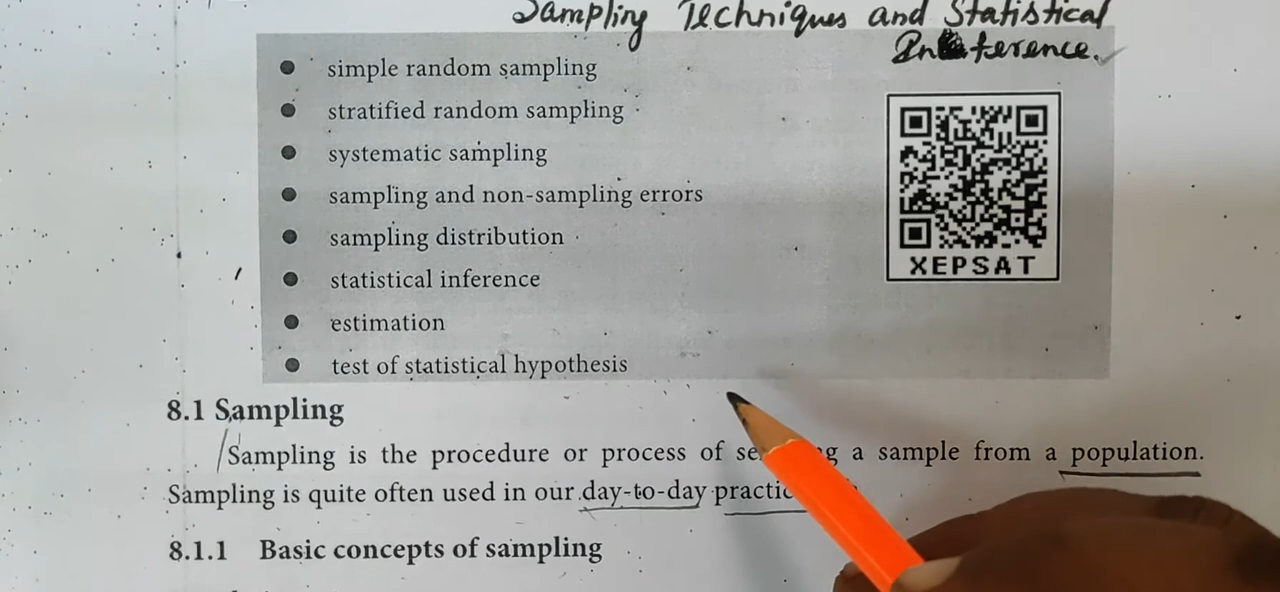 Sampling Techniques and Statistical
Inference.
• simple random sampling
• stratified random sampling
• systematic sampling
• sampling and non-sampling errors
• sampling distribution
• statistical inference
• estimation
• test of statistical hypothesis
XEPSAT
8.1 Sampling
Sampling is the procedure or process of a sample from a population.
Sampling is quite often used in our day-to-day
8.1.1 Basic concepts of sampling